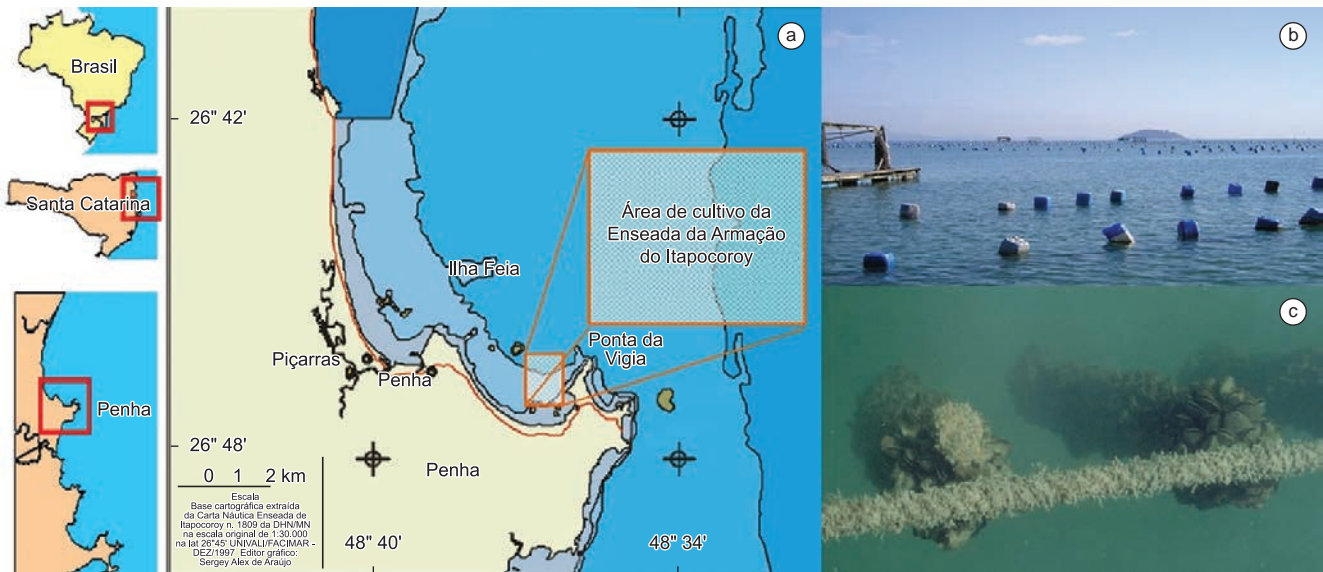 Brasil
Santa Catarina
Penha
a
26" 42'
Área de cultivo da
Enseada da Armação
do Itapocoroy
Ilha Feia
Ponta da
Vigia
Piçarras
Penha
26" 48'
Penha
0 1 2 km
Escala
Base cartográfica extraída
da Carta Náutica Enseada de
Itapocoroy n. 1809 da DHN/MN
na escala original de 1:30.000
na lat 26"45' UNIVALI/FACIMAR -
DEZ/1997 Editor gráfico:
Sergey Alex de Araújo
48" 40'
48" 34'
b
c